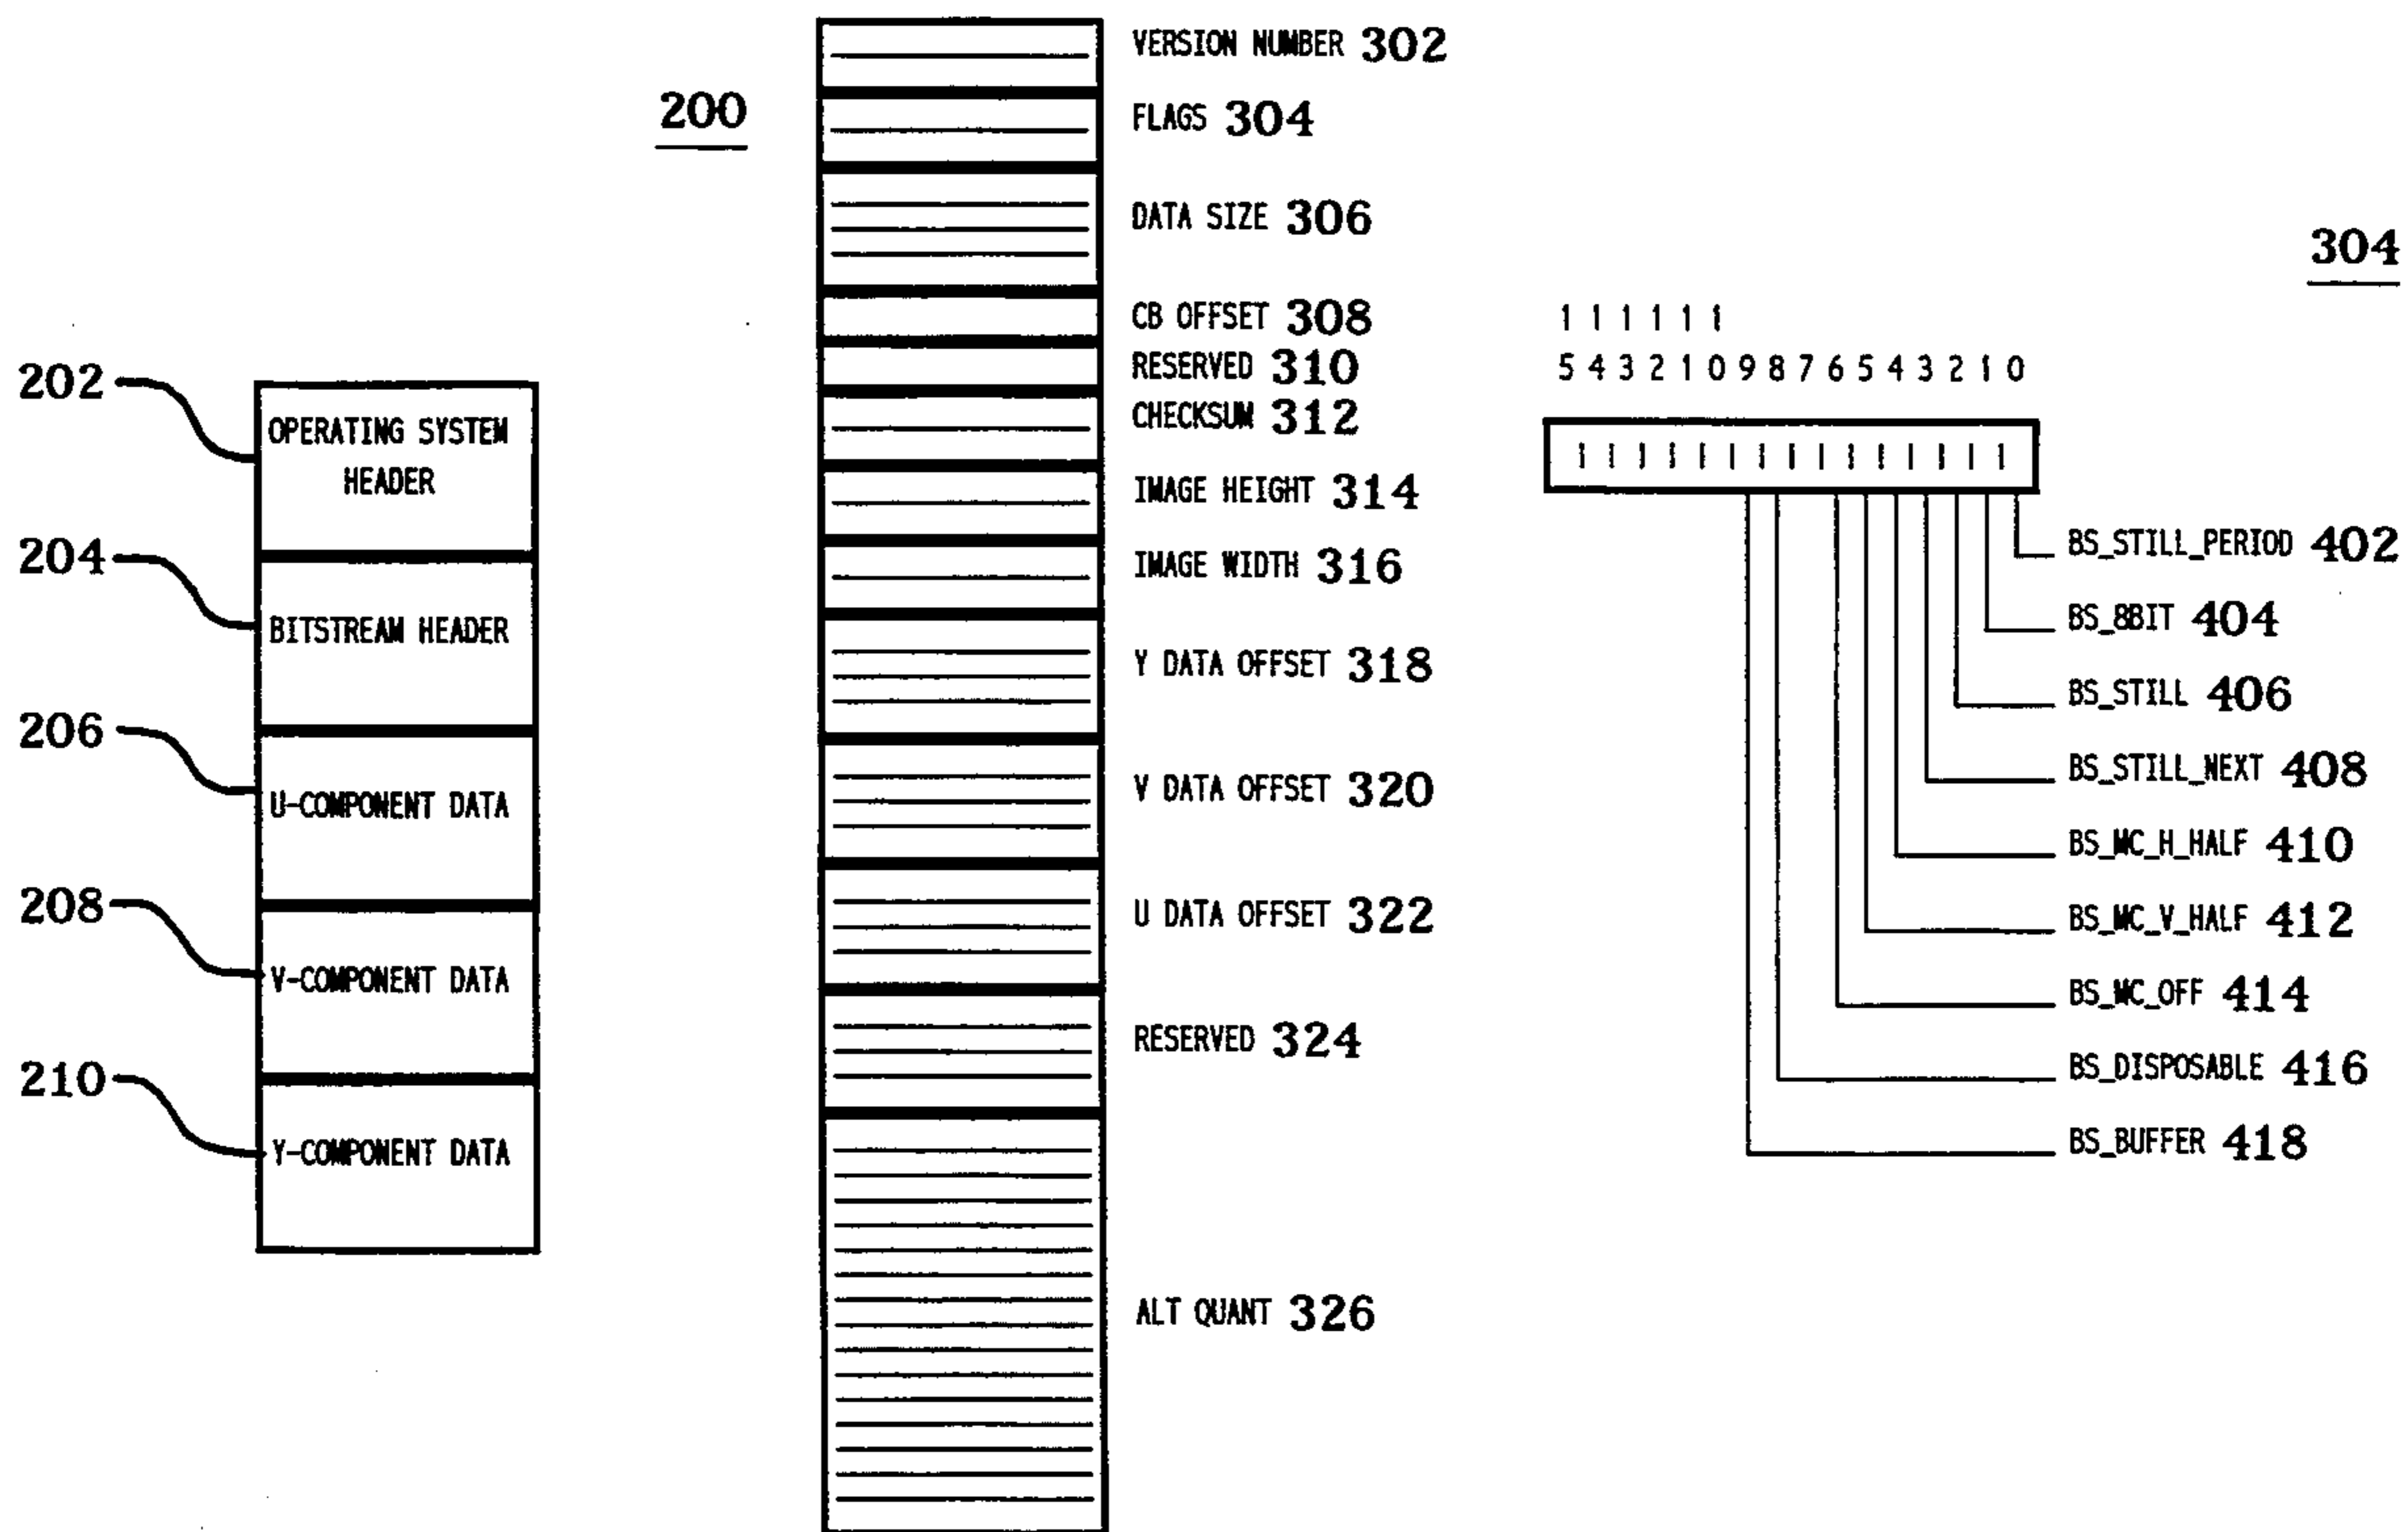 200
202
OPERATING SYSTEM
HEADER
204
BITSTREAM HEADER
206
U-COMPONENT DATA
208
V-COMPONENT DATA
210
Y-COMPONENT DATA
VERSION NUMBER 302
FLAGS 304
DATA SIZE 306
CB OFFSET 308
RESERVED 310
CHECKSUM 312
IMAGE HEIGHT 314
IMAGE WIDTH 316
Y DATA OFFSET 318
V DATA OFFSET 320
U DATA OFFSET 322
RESERVED 324
ALT QUANT 326
304
1 1 1 1 1 1
5 4 3 2 1 0 9 8 7 6 5 4 3 2 1 0
BS_STILL_PERIOD 402
BS_8BIT 404
BS_STILL 406
BS_STILL_NEXT 408
BS_MC_H_HALF 410
BS_MC_V_HALF 412
BS_MC_OFF 414
BS_DISPOSABLE 416
BS_BUFFER 418